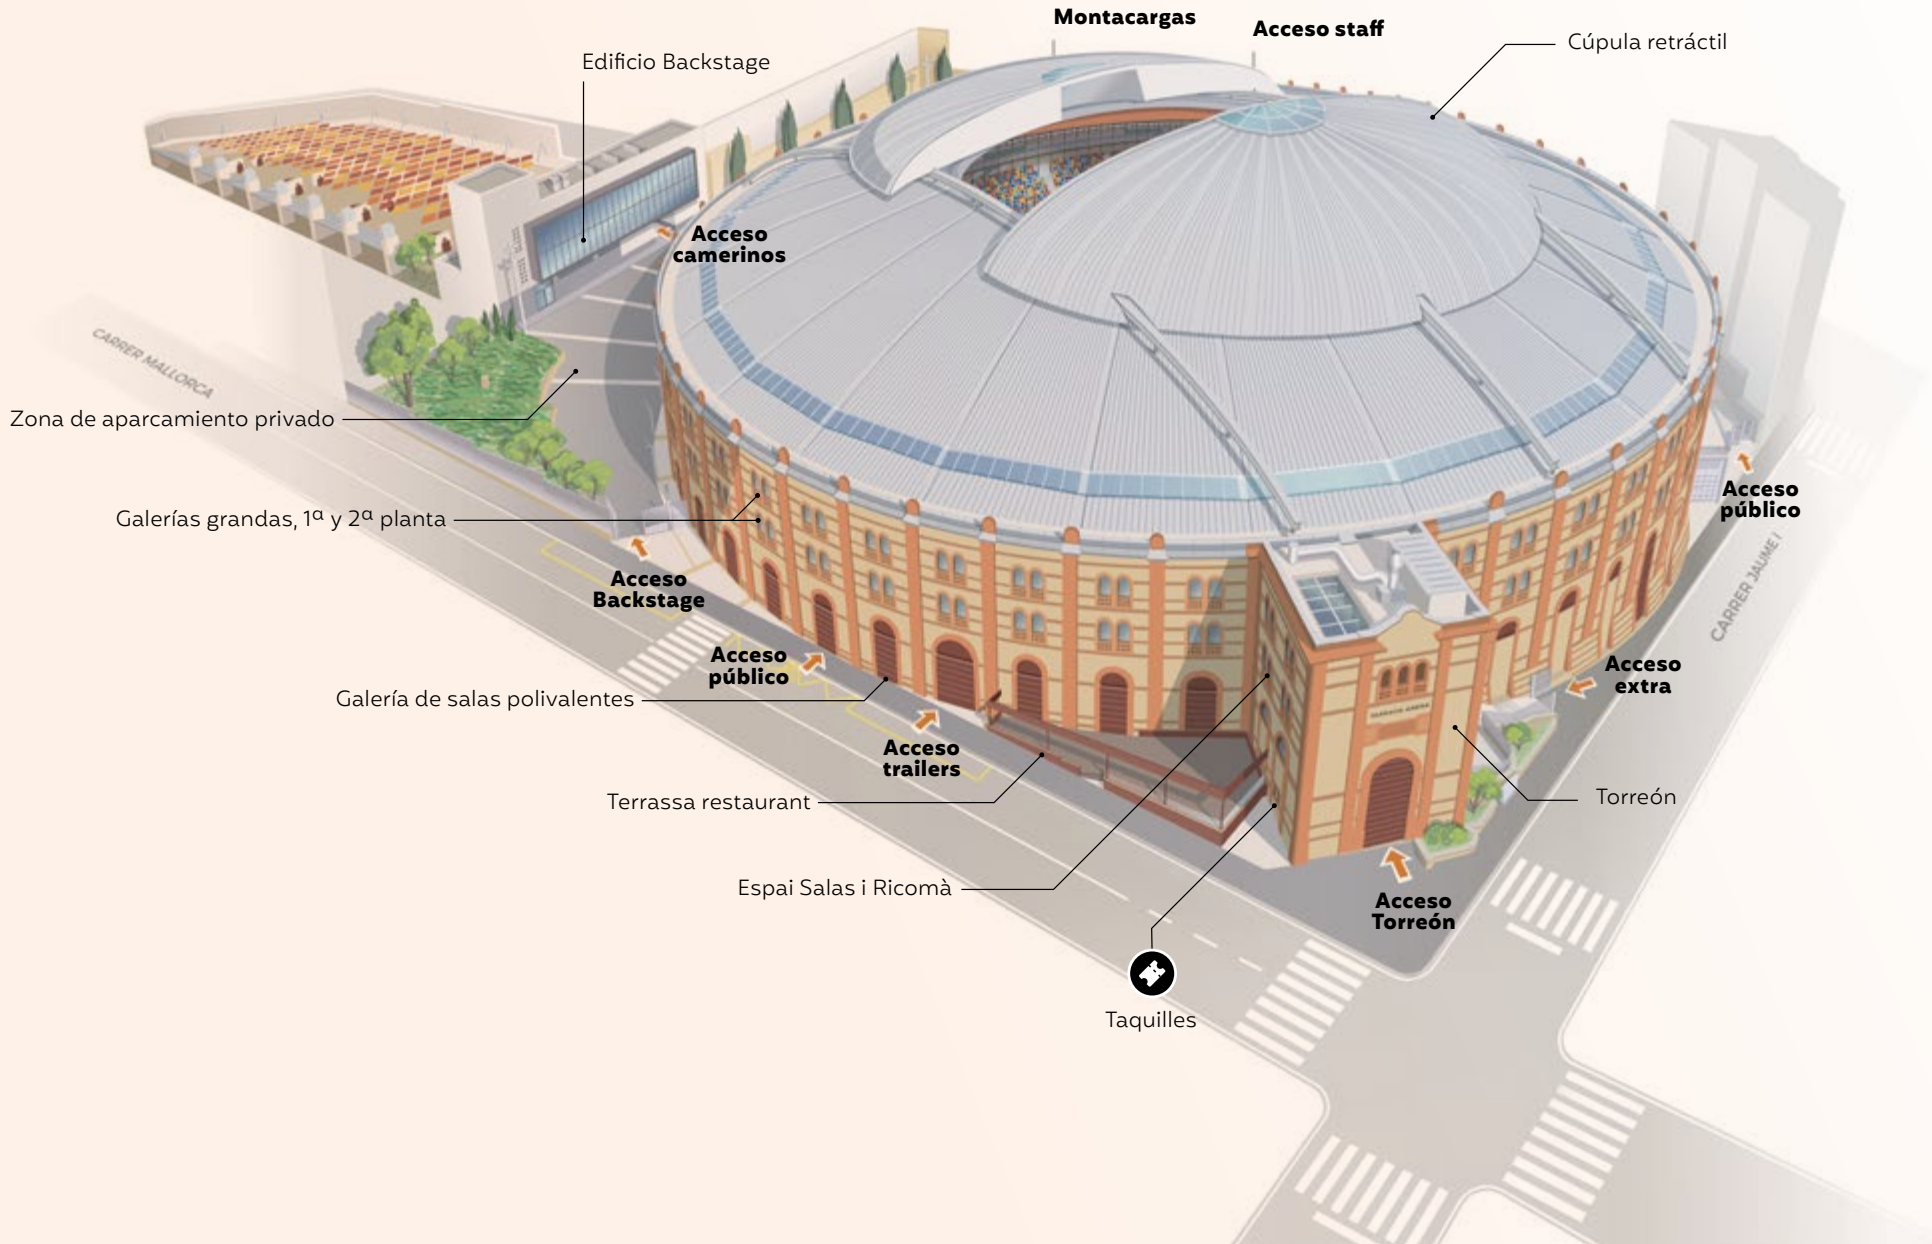 Montacargas
Acceso staff
Cúpula retráctil
Edificio Backstage
Acceso
camerinos
CARRER MALLORCA
Zona de aparcamiento privado
Galerías grandas, 1ª y 2ª planta
Acceso
público
CARRER JAUME I
Acceso
Backstage
Acceso
público
Galería de salas polivalentes
Acceso
extra
TARRACO ARENA
Acceso
trailers
Terrassa restaurant
Torreón
Espai Salas i Ricomà
Acceso
Torreón
Taquilles